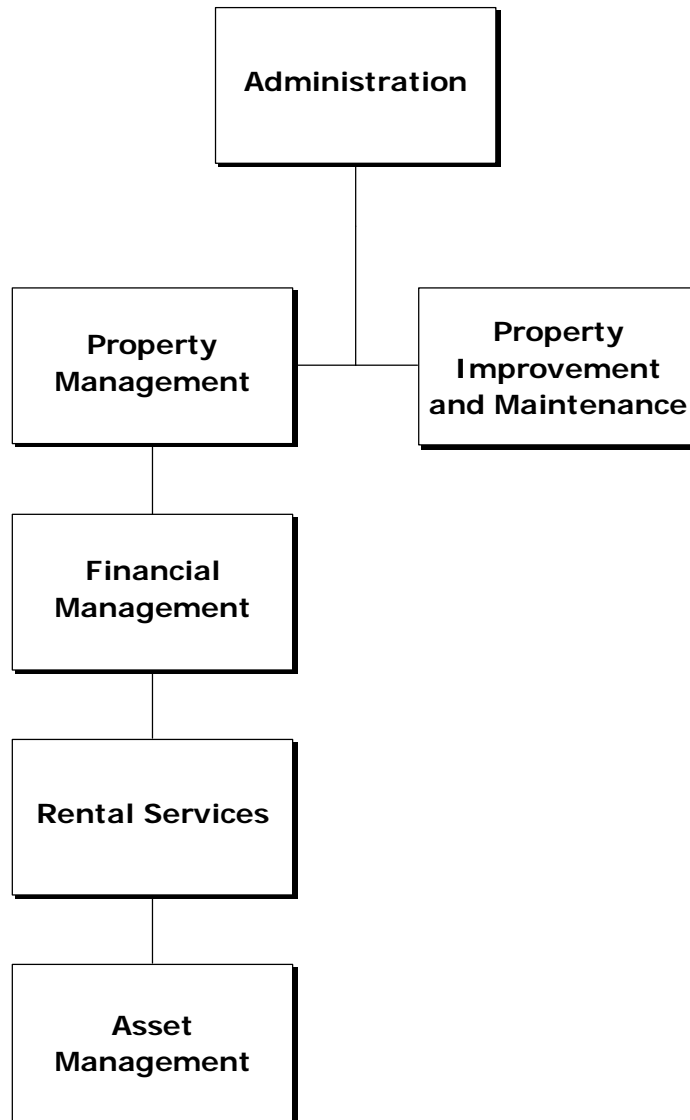 Administration
Property
Management
Property
Improvement
and Maintenance
Financial
Management
Rental Services
Asset
Management